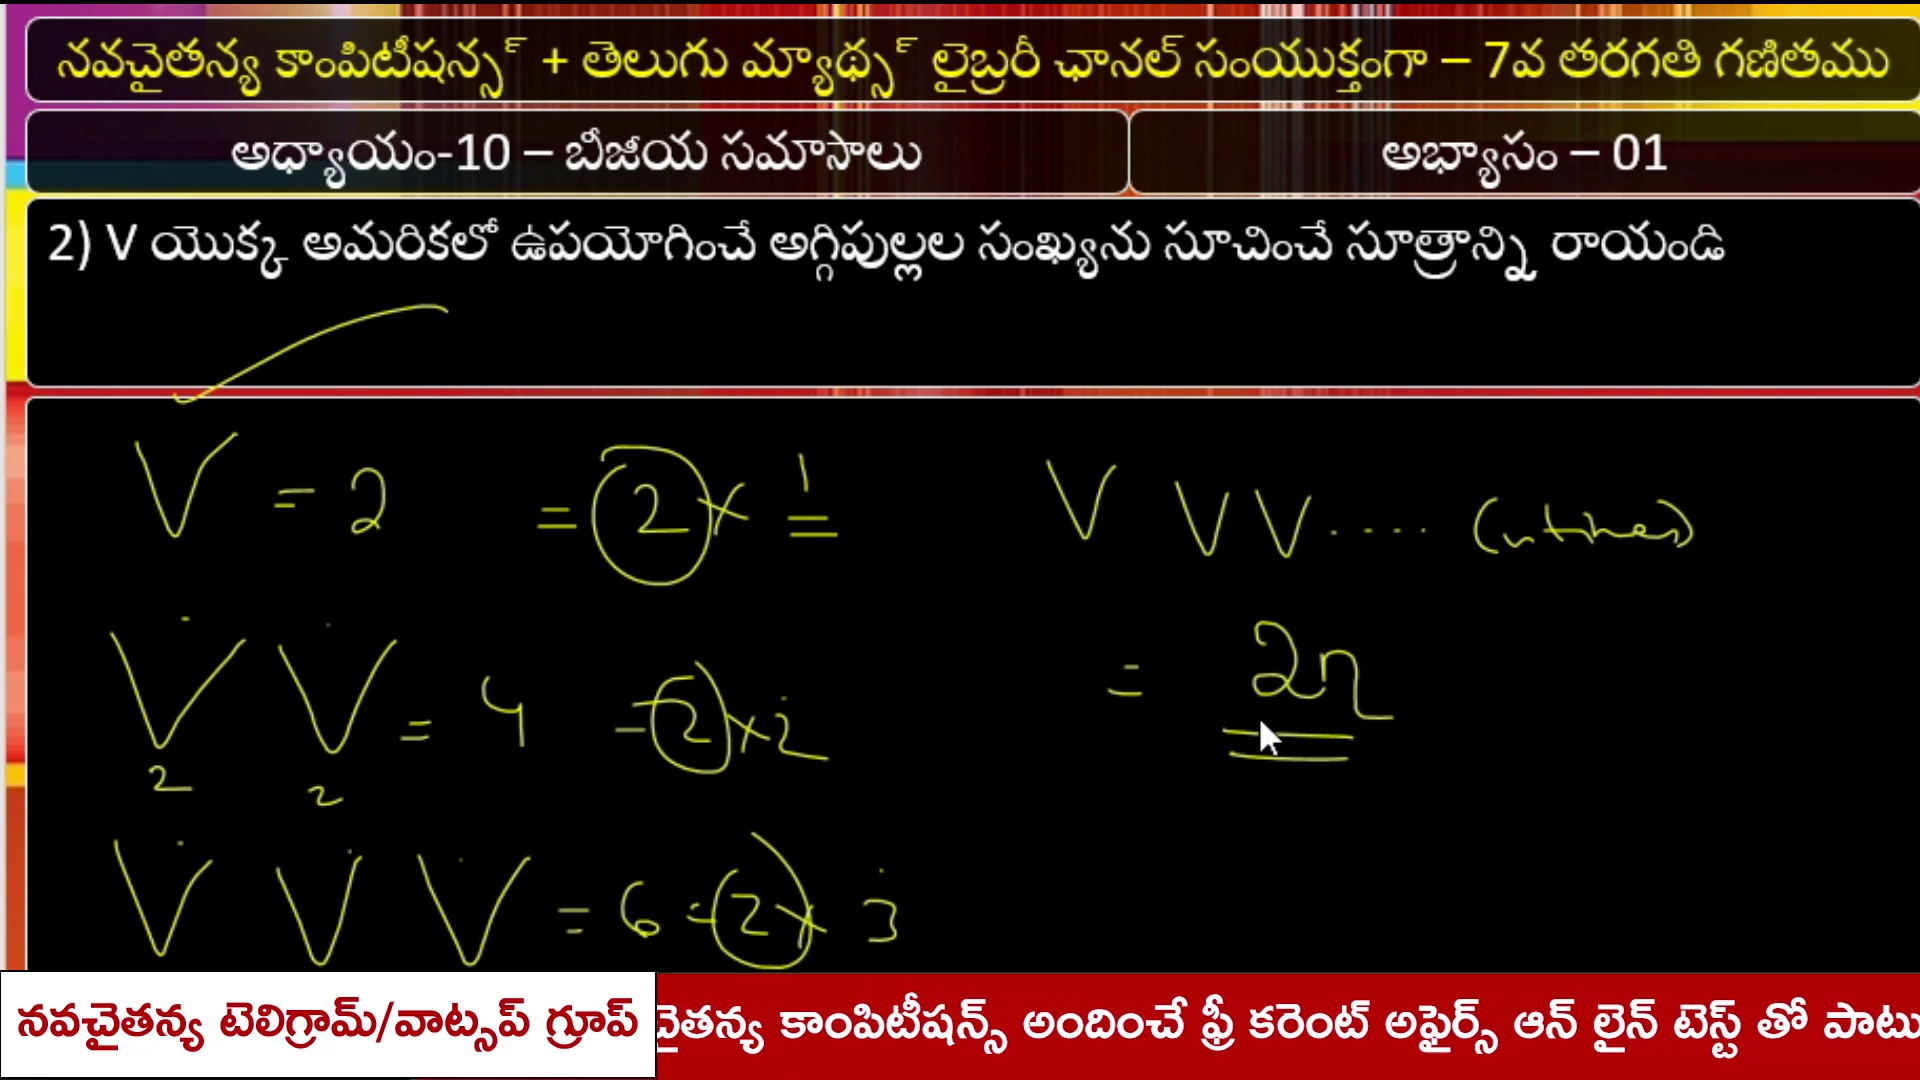 నవచైతన్య కాంపిటీషన్స్ + తెలుగు మ్యాథ్స్ లైబ్రరీ ఛానల్ సంయుక్తంగా – 7వ తరగతి గణితము
అధ్యాయం-10 – బీజీయ సమాసాలు
అభ్యాసం – 01
2) V యొక్క అమరికలో ఉపయోగించే అగ్గిపుల్లల సంఖ్యను సూచించే సూత్రాన్ని రాయండి
V = 2 = 2 × 1
V V V .... (n times)
V V = 4 = 2 × 2
= 2n
2 2
V V V = 6 = 2 × 3
నవచైతన్య టెలిగ్రామ్/వాట్సప్ గ్రూప్
చైతన్య కాంపిటీషన్స్ అందించే ఫ్రీ కరెంట్ అఫైర్స్ ఆన్ లైన్ టెస్ట్ తో పాటు